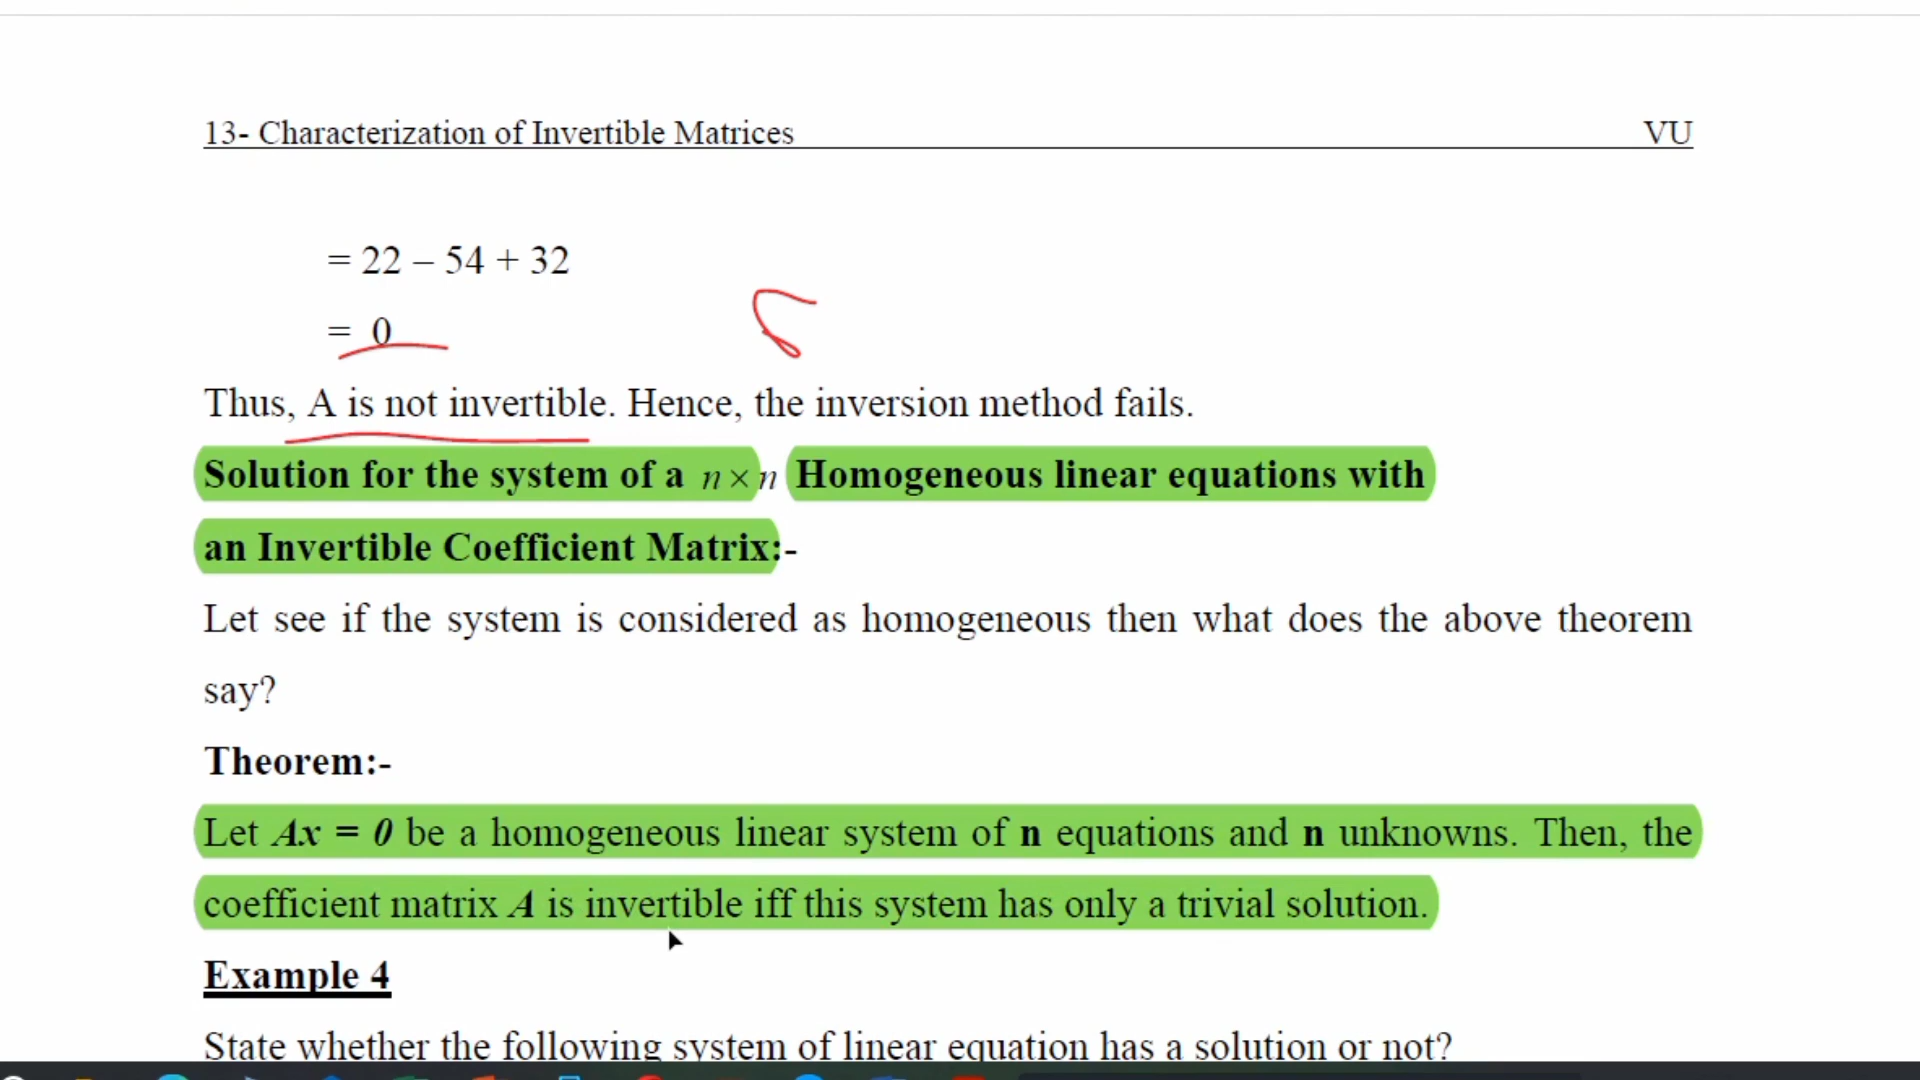 13- Characterization of Invertible Matrices VU
= 22 – 54 + 32
= 0
Thus, A is not invertible. Hence, the inversion method fails.
Solution for the system of a n × n Homogeneous linear equations with
an Invertible Coefficient Matrix:-
Let see if the system is considered as homogeneous then what does the above theorem
say?
Theorem:-
Let Ax = 0 be a homogeneous linear system of n equations and n unknowns. Then, the
coefficient matrix A is invertible iff this system has only a trivial solution.
Example 4
State whether the following system of linear equation has a solution or not?